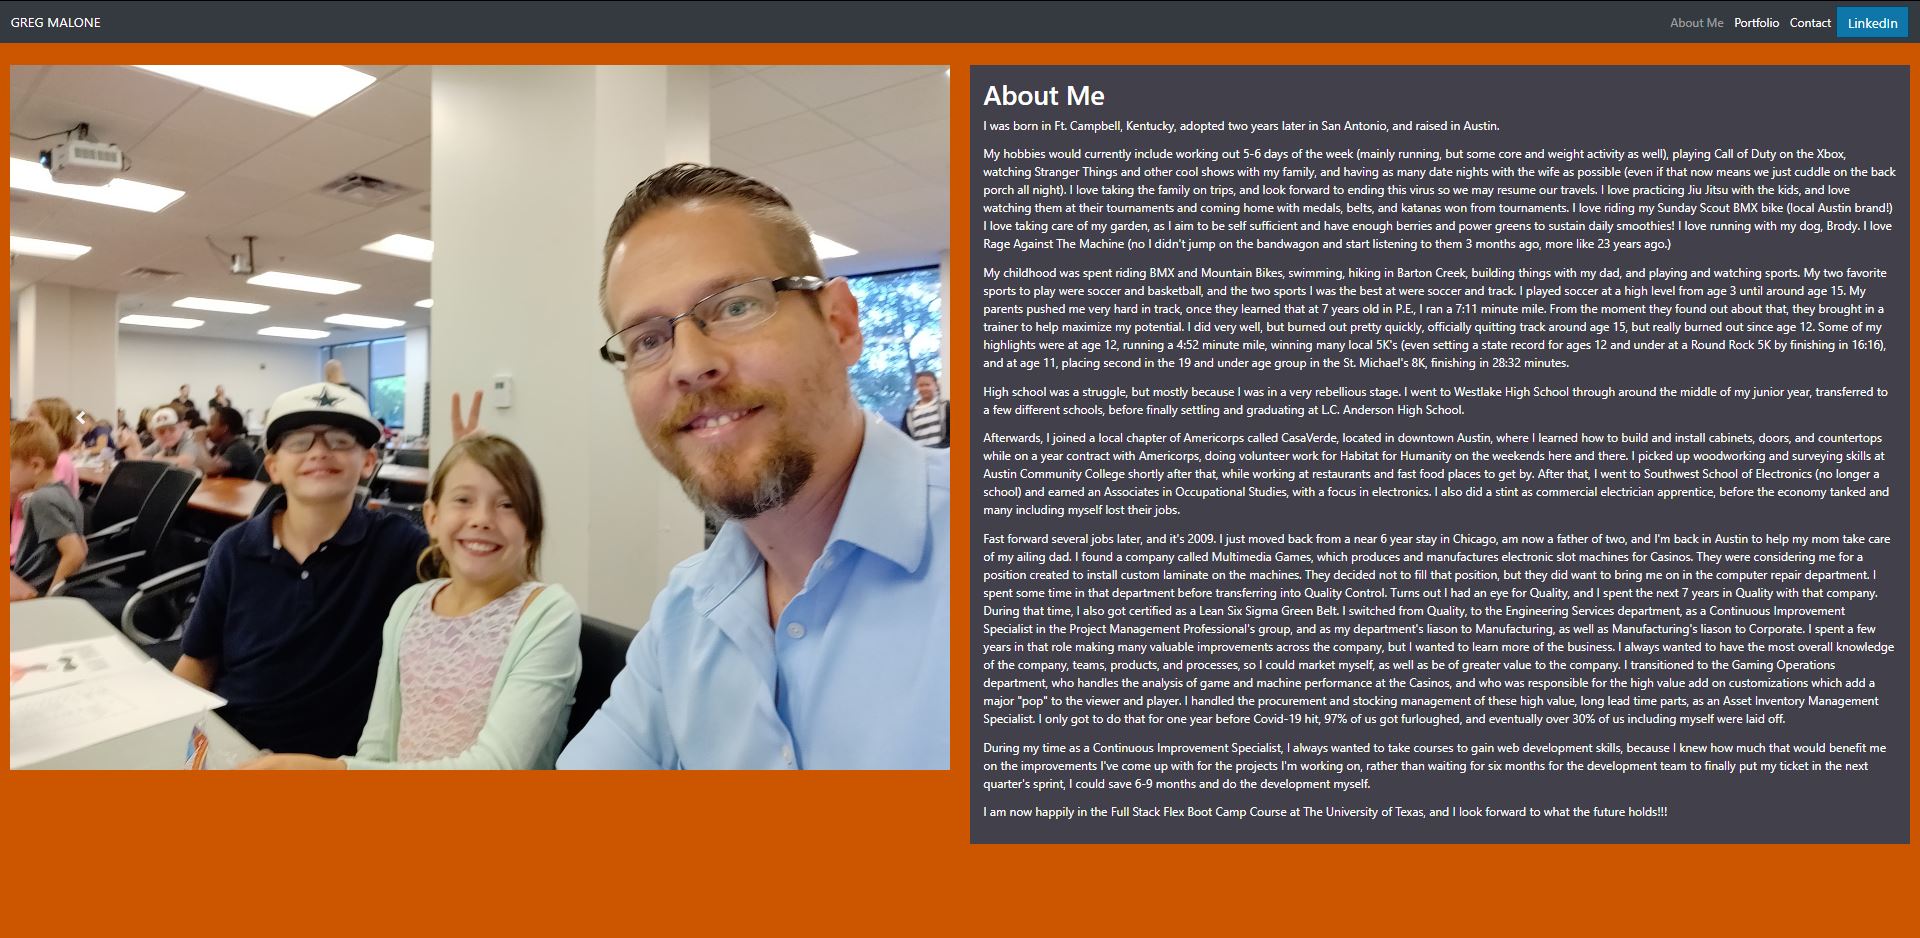 GREG MALONE
About Me Portfolio Contact LinkedIn
About Me
I was born in Ft. Campbell, Kentucky, adopted two years later in San Antonio, and raised in Austin.
My hobbies would currently include working out 5-6 days of the week (mainly running, but some core and weight activity as well), playing Call of Duty on the Xbox,
watching Stranger Things and other cool shows with my family, and having as many date nights with the wife as possible (even if that now means we just cuddle on the back
porch all night). I love taking the family on trips, and look forward to ending this virus so we may resume our travels. I love practicing Jiu Jitsu with the kids, and love
watching them at their tournaments and coming home with medals, belts, and katanas won from tournaments. I love riding my Sunday Scout BMX bike (local Austin brand!)
I love taking care of my garden, as I aim to be self sufficient and have enough berries and power greens to sustain daily smoothies! I love running with my dog, Brody. I love
Rage Against The Machine (no I didn't jump on the bandwagon and start listening to them 3 months ago, more like 23 years ago.)
My childhood was spent riding BMX and Mountain Bikes, swimming, hiking in Barton Creek, building things with my dad, and playing and watching sports. My two favorite
sports to play were soccer and basketball, and the two sports I was the best at were soccer and track. I played soccer at a high level from age 3 until around age 15. My
parents pushed me very hard in track, once they learned that at 7 years old in P.E., I ran a 7:11 minute mile. From the moment they found out about that, they brought in a
trainer to help maximize my potential. I did very well, but burned out pretty quickly, officially quitting track around age 15, but really burned out since age 12. Some of my
highlights were at age 12, running a 4:52 minute mile, winning many local 5K's (even setting a state record for ages 12 and under at a Round Rock 5K by finishing in 16:16),
and at age 11, placing second in the 19 and under age group in the St. Michael's 8K, finishing in 28:32 minutes.
High school was a struggle, but mostly because I was in a very rebellious stage. I went to Westlake High School through around the middle of my junior year, transferred to
a few different schools, before finally settling and graduating at L.C. Anderson High School.
Afterwards, I joined a local chapter of Americorps called CasaVerde, located in downtown Austin, where I learned how to build and install cabinets, doors, and countertops
while on a year contract with Americorps, doing volunteer work for Habitat for Humanity on the weekends here and there. I picked up woodworking and surveying skills at
Austin Community College shortly after that, while working at restaurants and fast food places to get by. After that, I went to Southwest School of Electronics (no longer a
school) and earned an Associates in Occupational Studies, with a focus in electronics. I also did a stint as commercial electrician apprentice, before the economy tanked and
many including myself lost their jobs.
Fast forward several jobs later, and it's 2009. I just moved back from a near 6 year stay in Chicago, am now a father of two, and I'm back in Austin to help my mom take care
of my ailing dad. I found a company called Multimedia Games, which produces and manufactures electronic slot machines for Casinos. They were considering me for a
position created to install custom laminate on the machines. They decided not to fill that position, but they did want to bring me on in the computer repair department. I
spent some time in that department before transferring into Quality Control. Turns out I had an eye for Quality, and I spent the next 7 years in Quality with that company.
During that time, I also got certified as a Lean Six Sigma Green Belt. I switched from Quality, to the Engineering Services department, as a Continuous Improvement
Specialist in the Project Management Professional's group, and as my department's liason to Manufacturing, as well as Manufacturing's liason to Corporate. I spent a few
years in that role making many valuable improvements across the company, but I wanted to learn more of the business. I always wanted to have the most overall knowledge
of the company, teams, products, and processes, so I could market myself, as well as be of greater value to the company. I transitioned to the Gaming Operations
department, who handles the analysis of game and machine performance at the Casinos, and who was responsible for the high value add on customizations which add a
major "pop" to the viewer and player. I handled the procurement and stocking management of these high value, long lead time parts, as an Asset Inventory Management
Specialist. I only got to do that for one year before Covid-19 hit, 97% of us got furloughed, and eventually over 30% of us including myself were laid off.
During my time as a Continuous Improvement Specialist, I always wanted to take courses to gain web development skills, because I knew how much that would benefit me
on the improvements I've come up with for the projects I'm working on, rather than waiting for six months for the development team to finally put my ticket in the next
quarter's sprint, I could save 6-9 months and do the development myself.
I am now happily in the Full Stack Flex Boot Camp Course at The University of Texas, and I look forward to what the future holds!!!